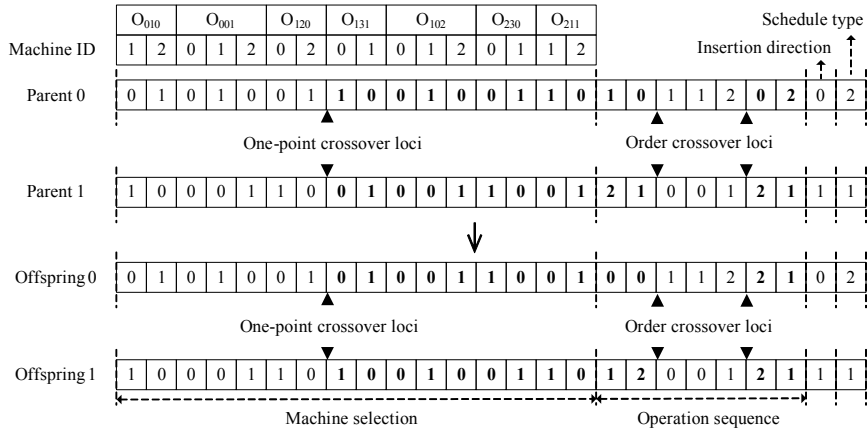 O010 O001 O120 O131 O102 O230 O211 Schedule type
Machine ID 1 2 0 1 2 0 2 0 1 0 1 2 0 1 1 2 Insertion direction
Parent 0 0 1 0 1 0 0 1 1 0 0 1 0 0 1 1 0 1 0 1 1 2 0 2 0 2
One-point crossover loci Order crossover loci
Parent 1 1 0 0 0 1 1 0 0 1 0 0 1 1 0 0 1 2 1 0 0 1 2 1 1 1
Offspring 0 0 1 0 1 0 0 1 0 1 0 0 1 1 0 0 1 0 0 1 1 2 2 1 0 2
One-point crossover loci Order crossover loci
Offspring 1 1 0 0 0 1 1 0 1 0 0 1 0 0 1 1 0 1 2 0 0 1 2 1 1 1
Machine selection Operation sequence